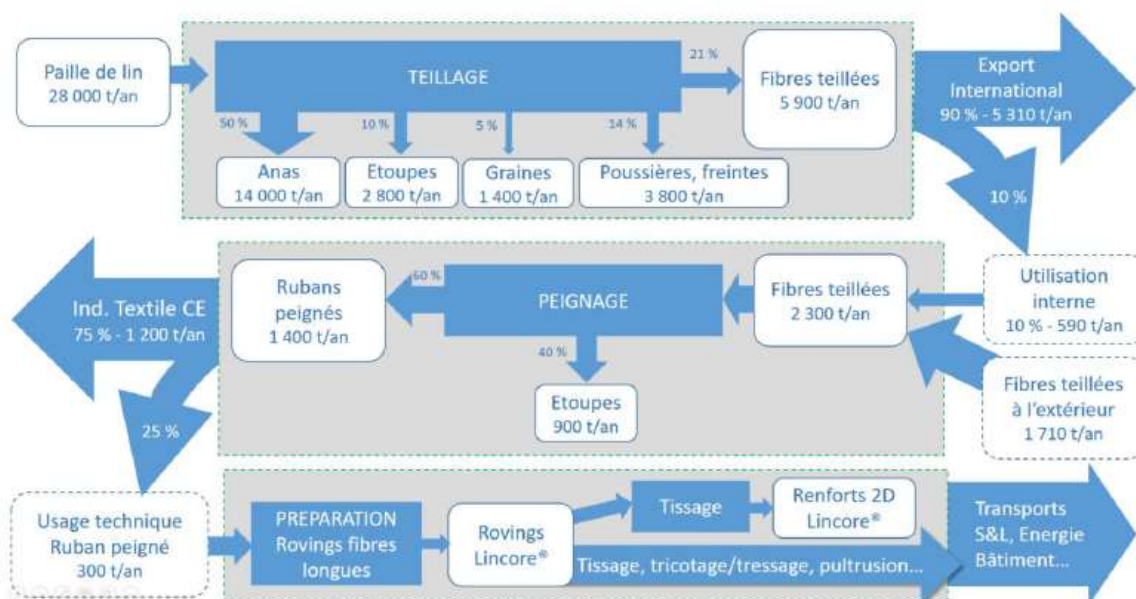 Paille de lin
28 000 t/an
TEILLAGE
21 %
Fibres teillées
5 900 t/an
Export
International
90 % - 5 310 t/an
50 %
10 %
5 %
14 %
Anas
14 000 t/an
Etoupes
2 800 t/an
Graines
1 400 t/an
Poussières, freintes
3 800 t/an
10 %
Ind. Textile CE
75 % - 1 200 t/an
Rubans
peignés
1 400 t/an
60 %
PEIGNAGE
Fibres teillées
2 300 t/an
Utilisation
interne
10 % - 590 t/an
40 %
Etoupes
900 t/an
Fibres teillées
à l'extérieur
1 710 t/an
25 %
Usage technique
Ruban peigné
300 t/an
PREPARATION
Rovings fibres
longues
Rovings
Lincore®
Tissage
Renforts 2D
Lincore®
Tissage, tricotage/tressage, pultrusion...
Transports
S&L, Energie
Bâtiment...